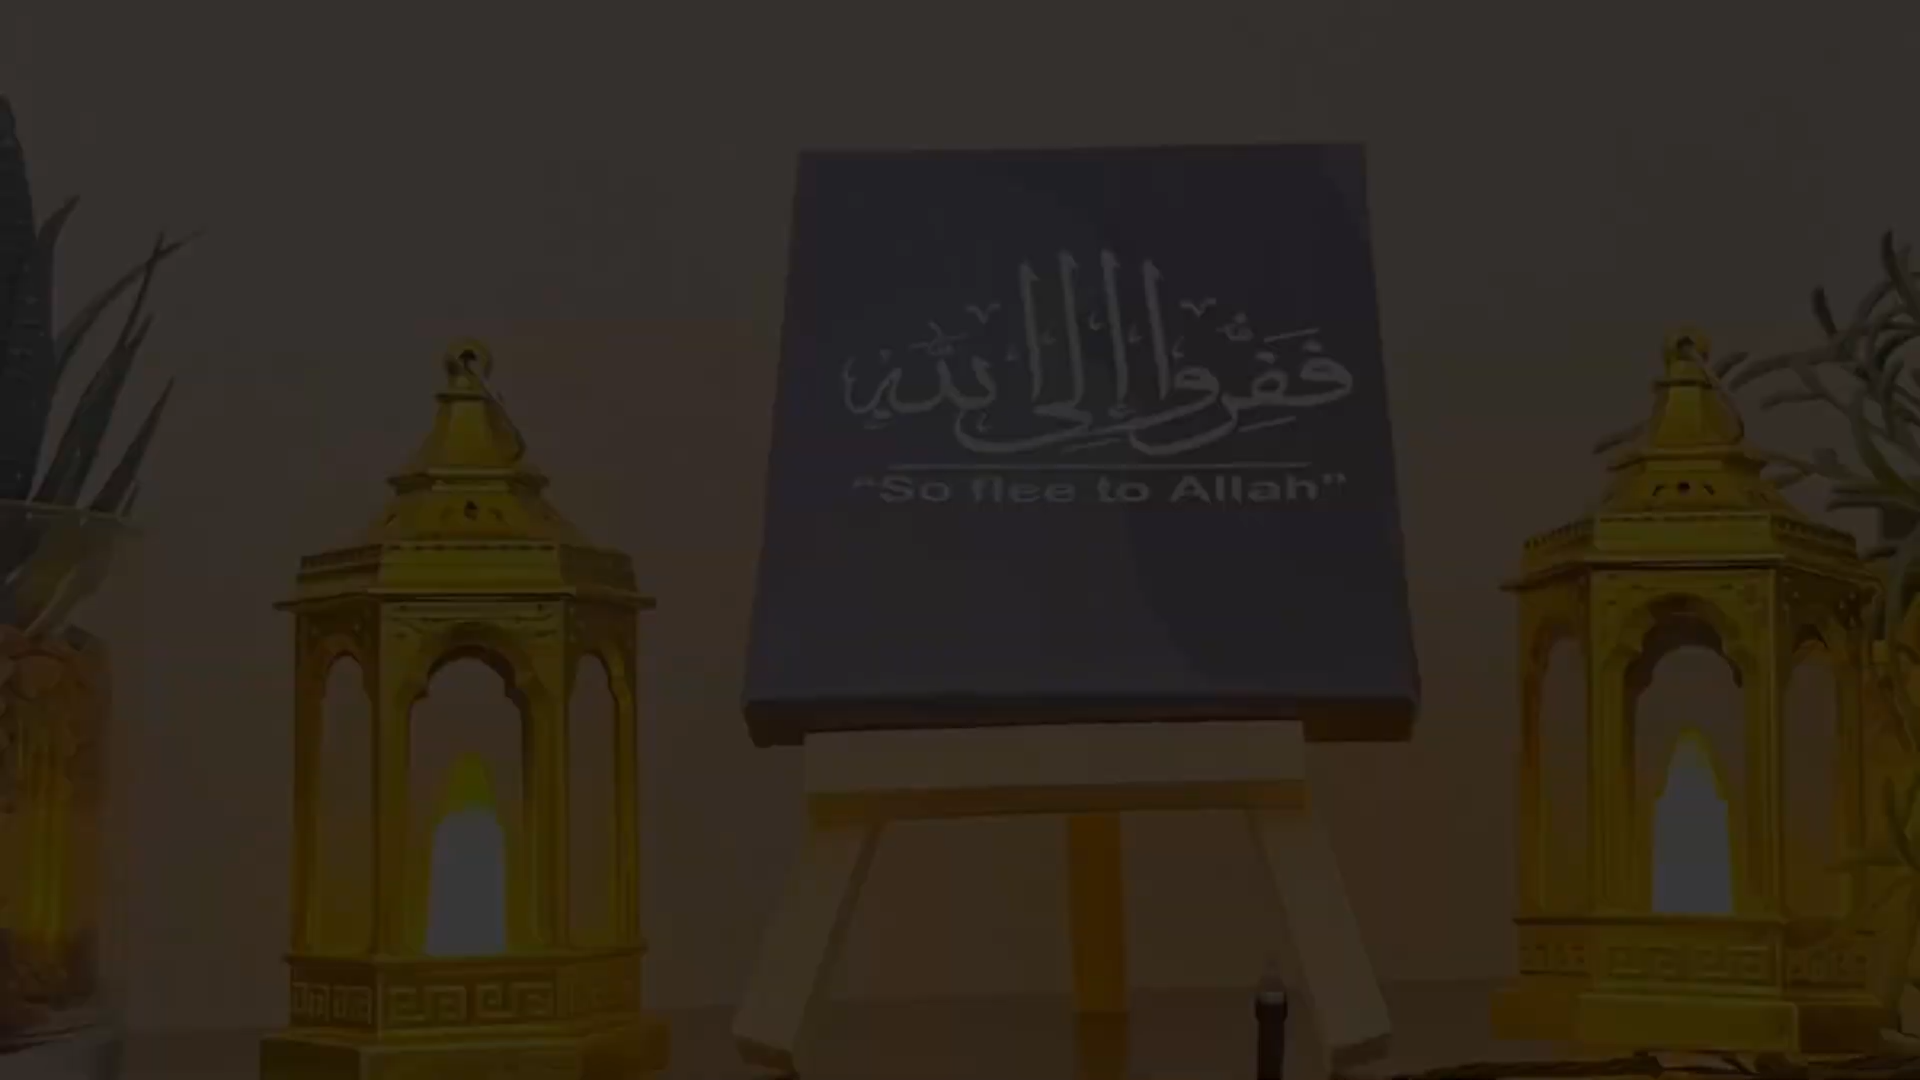 فَفِرُّوا إِلَى اللَّهِ
“So flee to Allah”